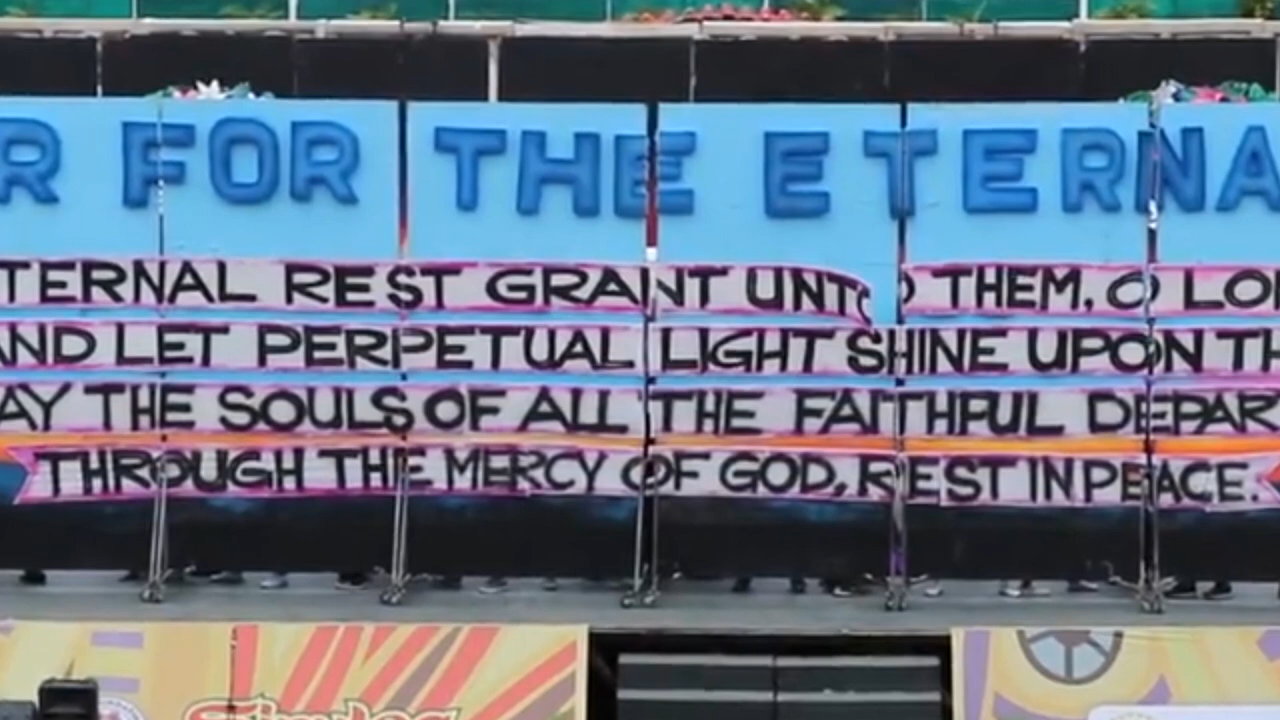 R FOR THE ETERNA
TERNAL REST GRANT UNTO THEM, O LO
AND LET PERPETUAL LIGHT SHINE UPON TH
AY THE SOULS OF ALL THE FAITHFUL DEPAR
THROUGH THE MERCY OF GOD, REST IN PEACE.